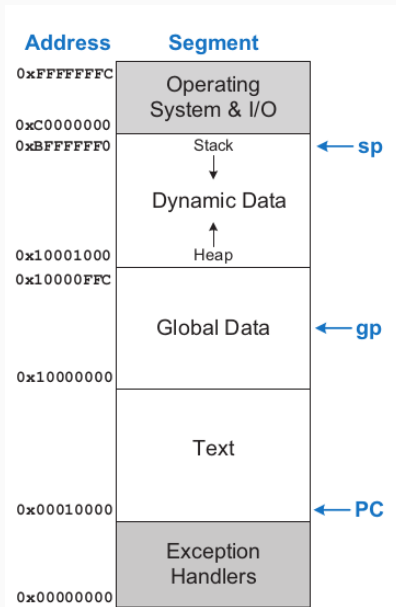 Address Segment
0xFFFFFFFC
Operating
System & I/O
0xC0000000
0xBFFFFFF0 Stack sp
Dynamic Data
0x10001000 Heap
0x10000FFC
Global Data gp
0x10000000
Text
0x00010000 PC
Exception
Handlers
0x00000000